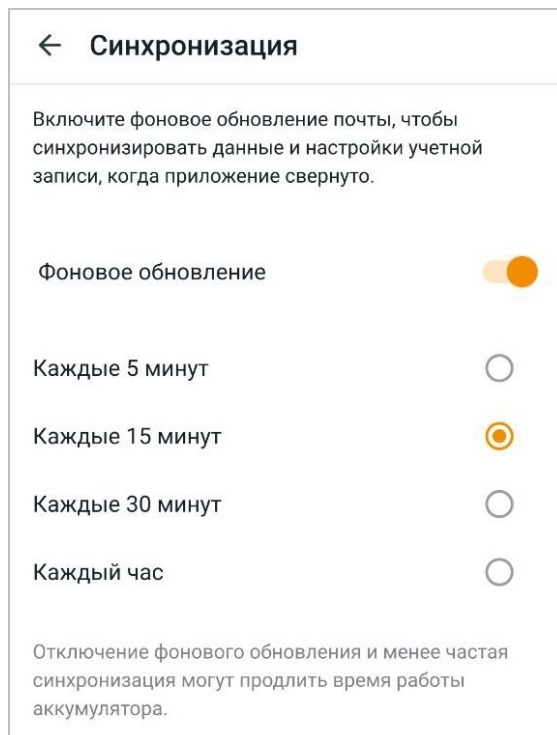 Синхронизация
Включите фоновое обновление почты, чтобы
синхронизировать данные и настройки учетной
записи, когда приложение свернуто.
Фоновое обновление
Каждые 5 минут
Каждые 15 минут
Каждые 30 минут
Каждый час
Отключение фонового обновления и менее частая
синхронизация могут продлить время работы
аккумулятора.